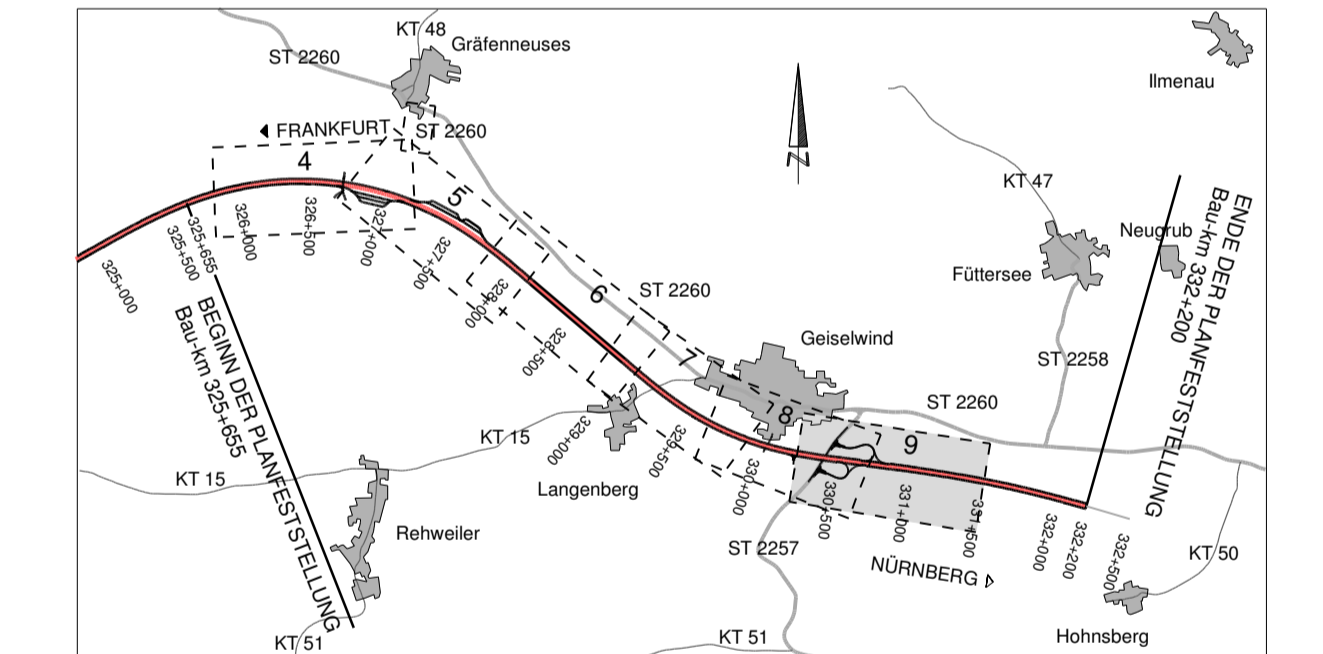 KT 48
Gräfenneuses
ST 2260
Ilmenau
FRANKFURT
ST 2260
4
5
KT 47
Neugrub
Füttersee
ST 2260
6
7
Geiselwind
ST 2258
ST 2260
8
9
325+000
325+500
325+655
326+000
326+500
327+000
327+500
328+000
328+500
329+000
329+500
330+000
330+500
331+000
331+500
332+000
332+200
332+500
BEGINN DER PLANFESTSTELLUNG
Bau-km 325+655
ENDE DER PLANFESTSTELLUNG
Bau-km 332+200
N
KT 15
KT 15
Langenberg
Rehweiler
ST 2257
NÜRNBERG
KT 50
Hohnsberg
KT 51
KT 51